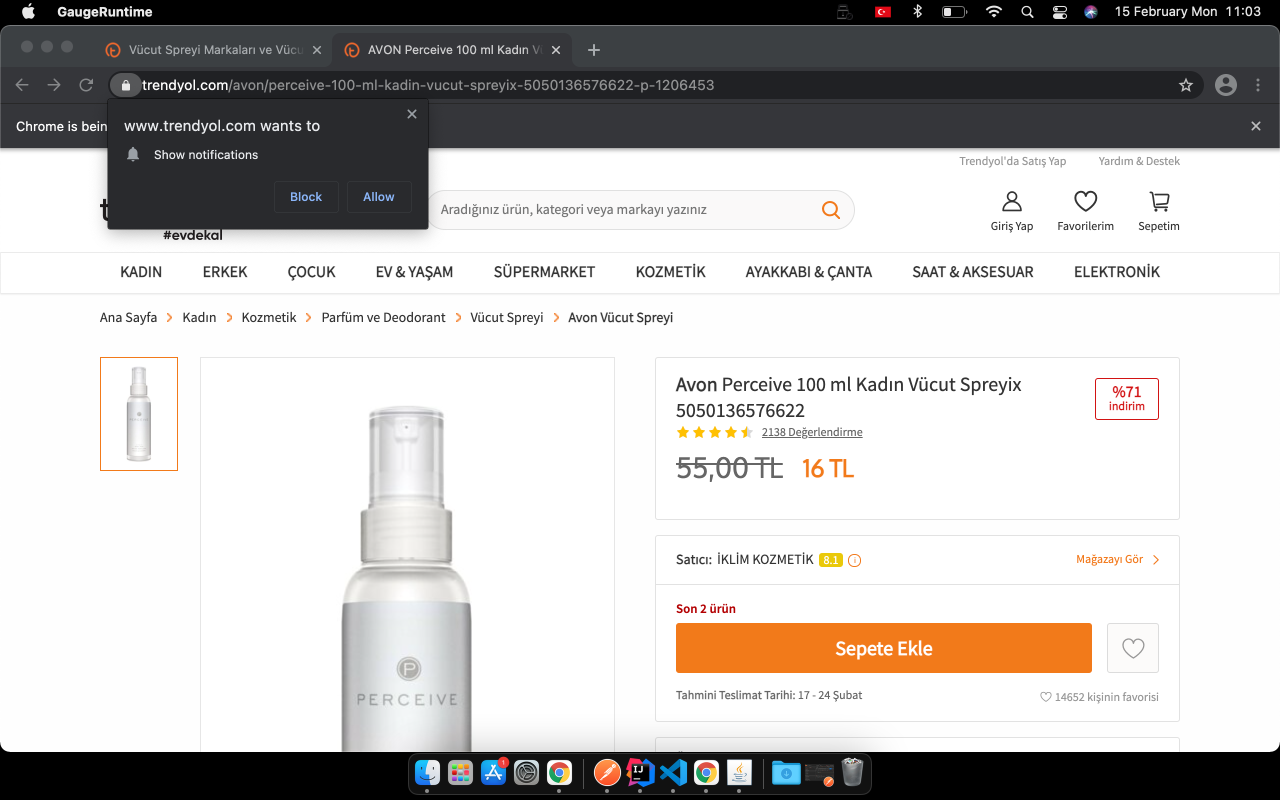 GaugeRuntime
15 February Mon 11:03
Vücut Spreyi Markaları ve Vücu
AVON Perceive 100 ml Kadın V
trendyol.com/avon/perceive-100-ml-kadin-vucut-spreyix-5050136576622-p-1206453
Chrome is bein
www.trendyol.com wants to
Show notifications
Block
Allow
Trendyol'da Satış Yap
Yardım & Destek
#evdekal
Aradığınız ürün, kategori veya markayı yazınız
Giriş Yap
Favorilerim
Sepetim
KADIN
ERKEK
ÇOCUK
EV & YAŞAM
SÜPERMARKET
KOZMETİK
AYAKKABI & ÇANTA
SAAT & AKSESUAR
ELEKTRONİK
Ana Sayfa > Kadın > Kozmetik > Parfüm ve Deodorant > Vücut Spreyi > Avon Vücut Spreyi
PERCEIVE
P
PERCEIVE
Avon Perceive 100 ml Kadın Vücut Spreyix
5050136576622
%71
indirim
2138 Değerlendirme
55,00 TL 16 TL
Satıcı: İKLİM KOZMETİK 8.1
Mağazayı Gör
Son 2 ürün
Sepete Ekle
Tahmini Teslimat Tarihi: 17 - 24 Şubat
14652 kişinin favorisi
1
IJ